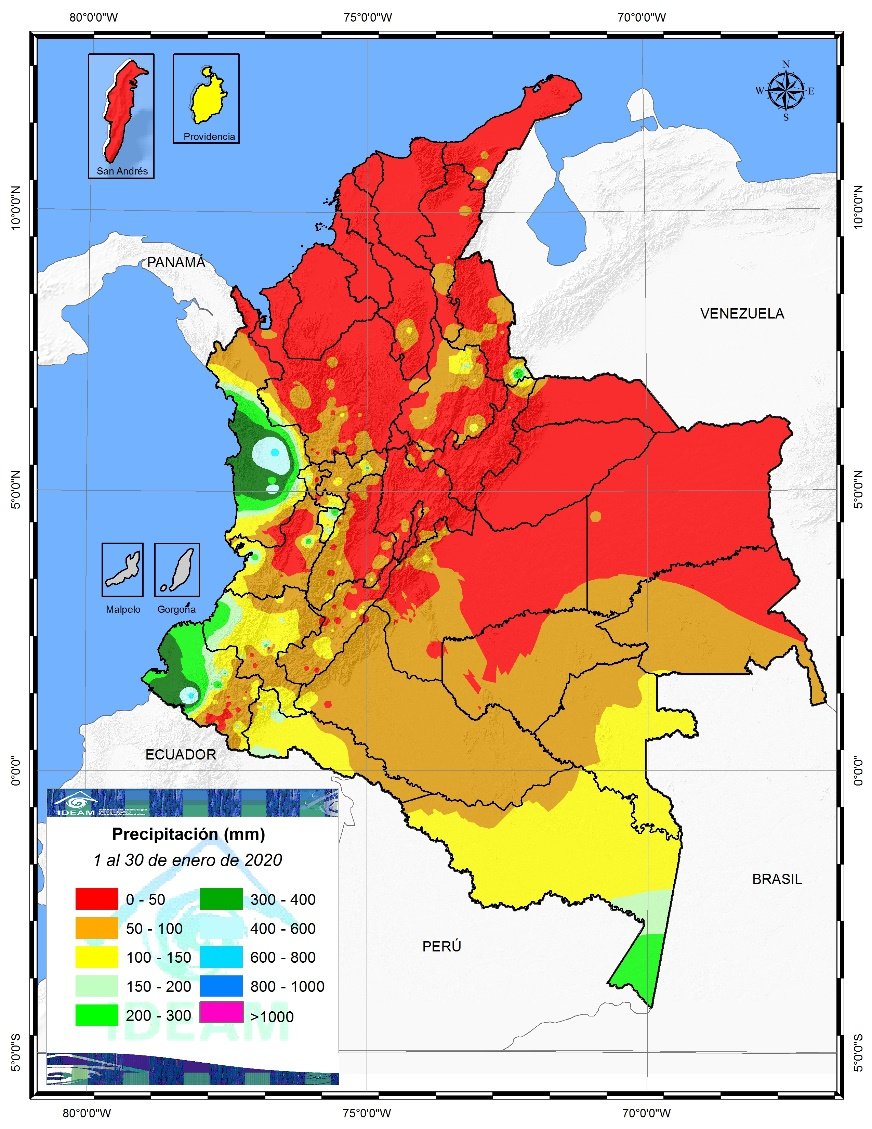 80°0'0"W 75°0'0"W 70°0'0"W
N
W E
S
San Andrés
Providencia
10°0'0"N 10°0'0"N
PANAMÁ
VENEZUELA
5°0'0"N 5°0'0"N
Malpelo Gorgona
ECUADOR
0°0'0" 0°0'0"
IDEAM
Precipitación (mm)
1 al 30 de enero de 2020
0 - 50 300 - 400
50 - 100 400 - 600
100 - 150 600 - 800
150 - 200 800 - 1000
200 - 300 >1000
IDEAM
BRASIL
PERÚ
5°0'0"S 5°0'0"S
80°0'0"W 75°0'0"W 70°0'0"W